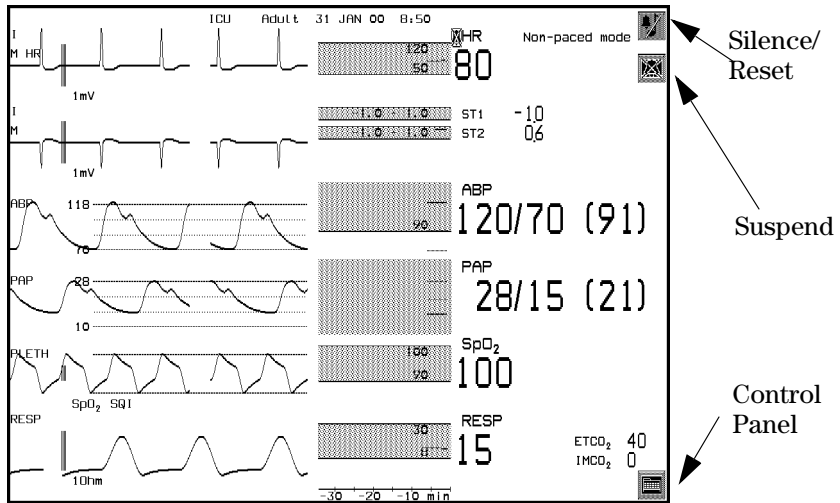 ICU Adult 31 JAN 00 8:50
I
M HR
1mV
120
50
HR
80
Non-paced mode
Silence/
Reset
I
M
1mV
-1.0 - 1.0
-1.0 - 1.0
ST1 -1.0
ST2 0.6
Suspend
ABP
118
70
90
ABP
120/70 (91)
PAP
28
10
PAP
28/15 (21)
PLETH
SpO2 SQI
100
90
SpO2
100
Control
Panel
RESP
1Ohm
30
8
RESP
15
ETCO2 40
IMCO2 0
-30 -20 -10 min